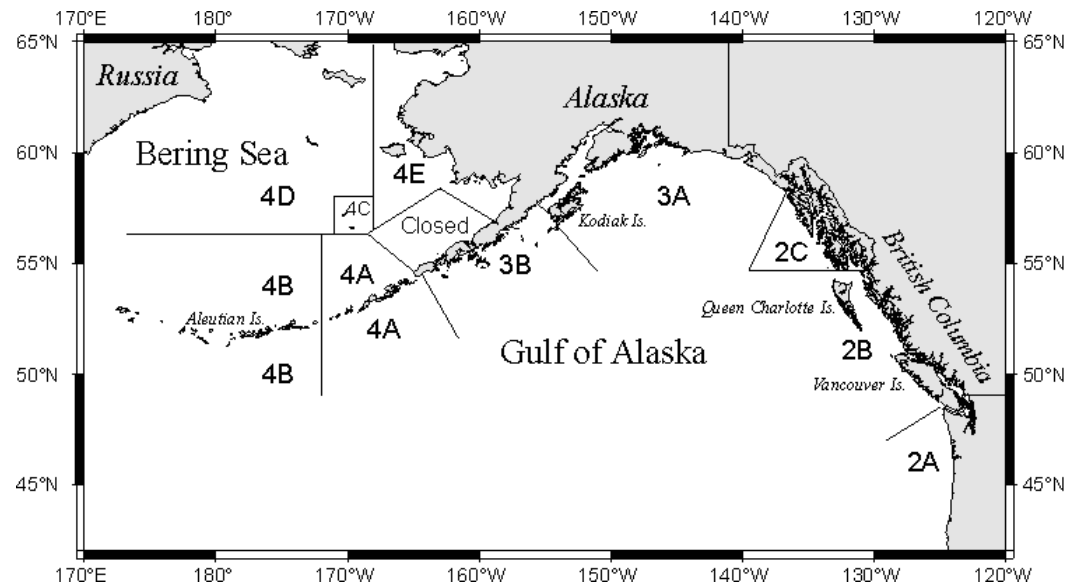 170°E 180° 170°W 160°W 150°W 140°W 130°W 120°W
65°N 65°N
Russia
Alaska
Bering Sea
60°N 60°N
4E
4D
4C
3A
Closed
Kodiak Is.
British Columbia
55°N 55°N
4A
3B
2C
4B
Queen Charlotte Is.
Aleutian Is.
4A
Gulf of Alaska
2B
50°N 50°N
4B
Vancouver Is.
2A
45°N 45°N
170°E 180° 170°W 160°W 150°W 140°W 130°W 120°W